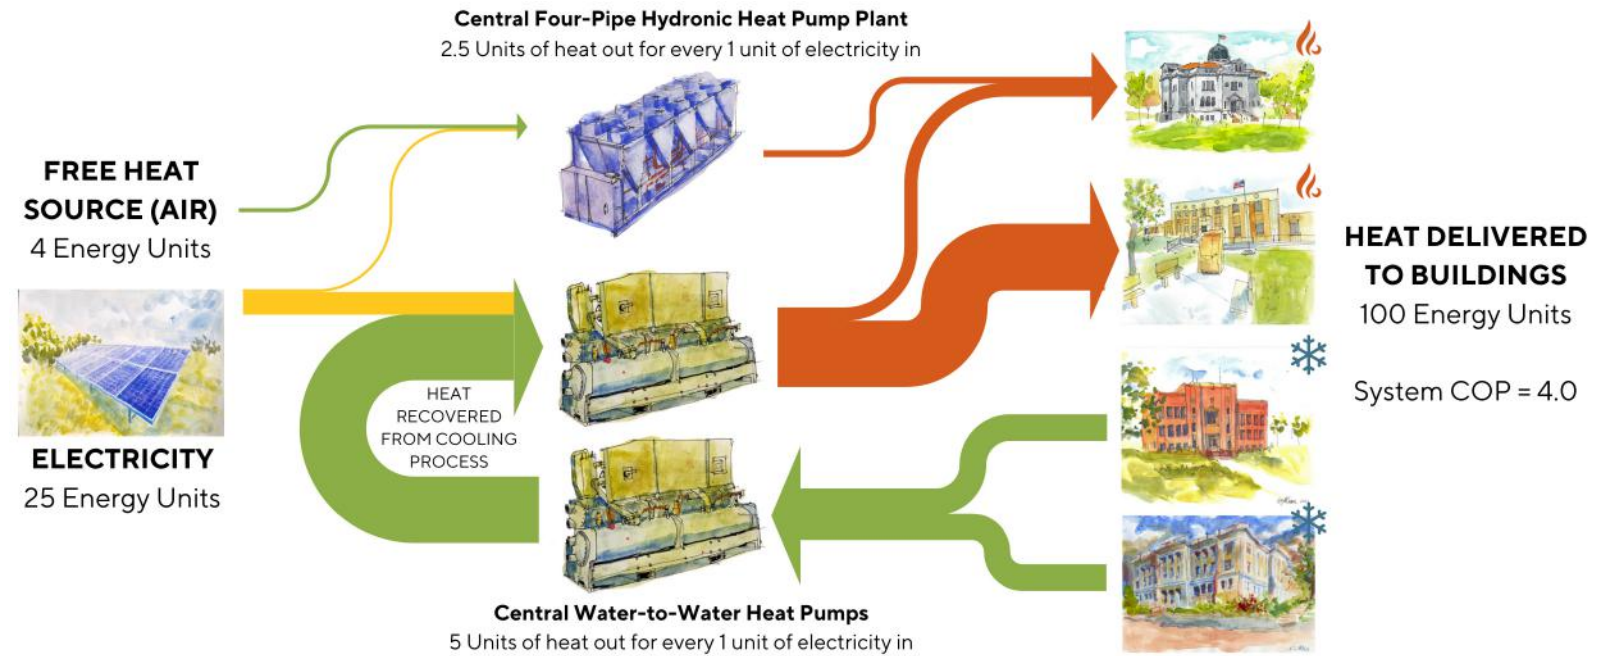 Central Four-Pipe Hydronic Heat Pump Plant
2.5 Units of heat out for every 1 unit of electricity in
FREE HEAT
SOURCE (AIR)
4 Energy Units
ELECTRICITY
25 Energy Units
HEAT
RECOVERED
FROM COOLING
PROCESS
Central Water-to-Water Heat Pumps
5 Units of heat out for every 1 unit of electricity in
HEAT DELIVERED
TO BUILDINGS
100 Energy Units
System COP = 4.0